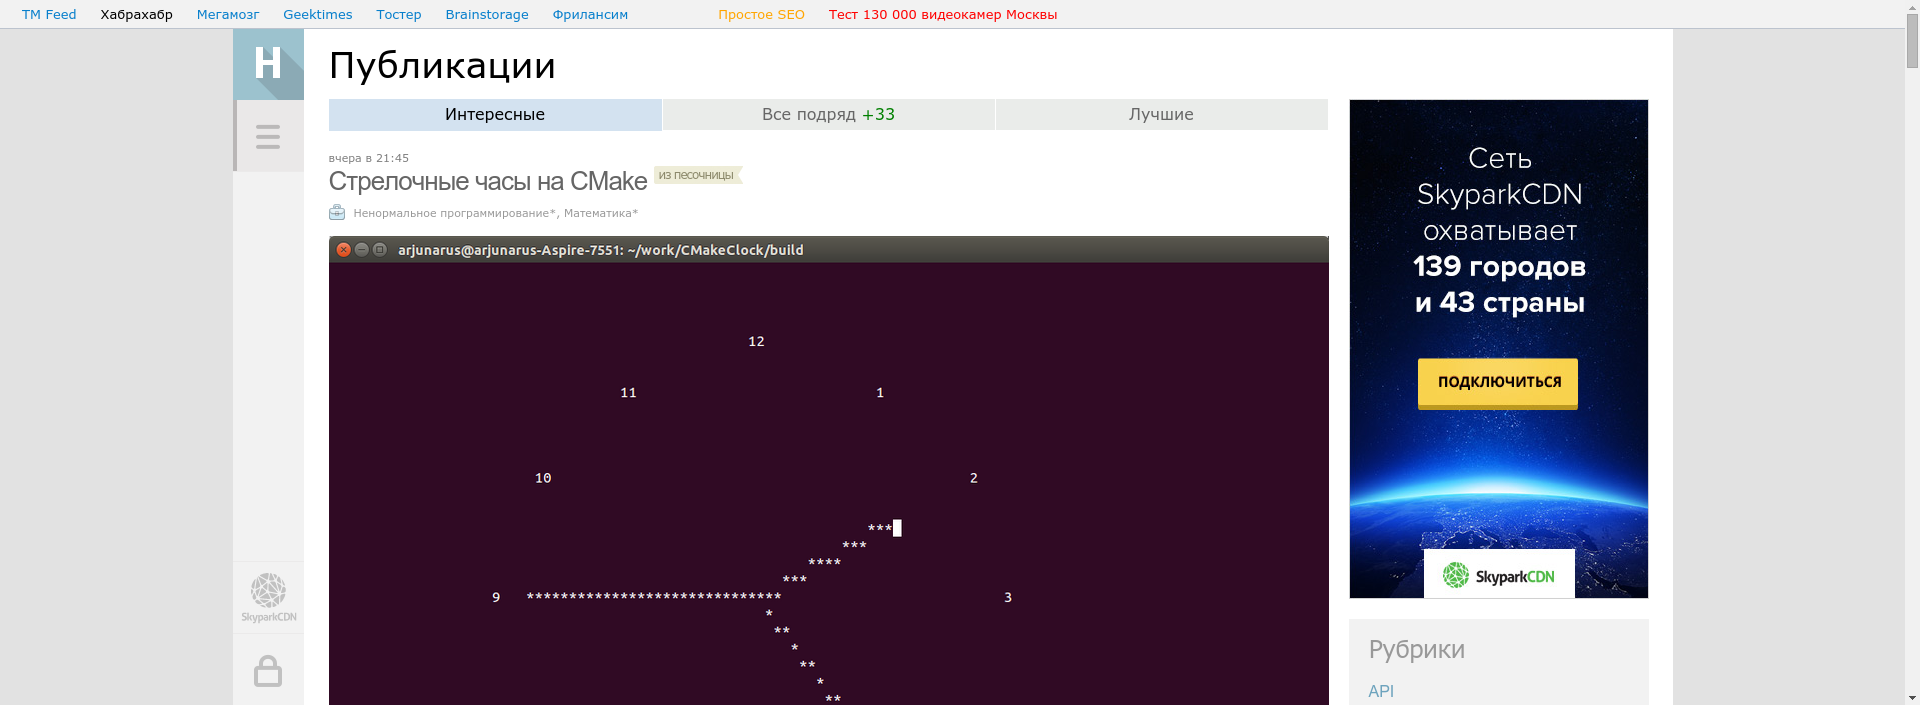 TM Feed Хабрахабр Мегамозг Geektimes Тостер Brainstorage Фрилансим Простое SEO Тест 130 000 видеокамер Москвы
H
Публикации
Интересные Все подряд +33 Лучшие
вчера в 21:45
Стрелочные часы на CMake из песочницы
Ненормальное программирование*, Математика*
arjunarus@arjunarus-Aspire-7551: ~/work/CMakeClock/build
12
11 1
10 2
***
***
****
***
9 ****************************** 3
*
**
*
**
*
**
SkyparkCDN
Сеть
SkyparkCDN
охватывает
139 городов
и 43 страны
ПОДКЛЮЧИТЬСЯ
SkyparkCDN
Рубрики
API